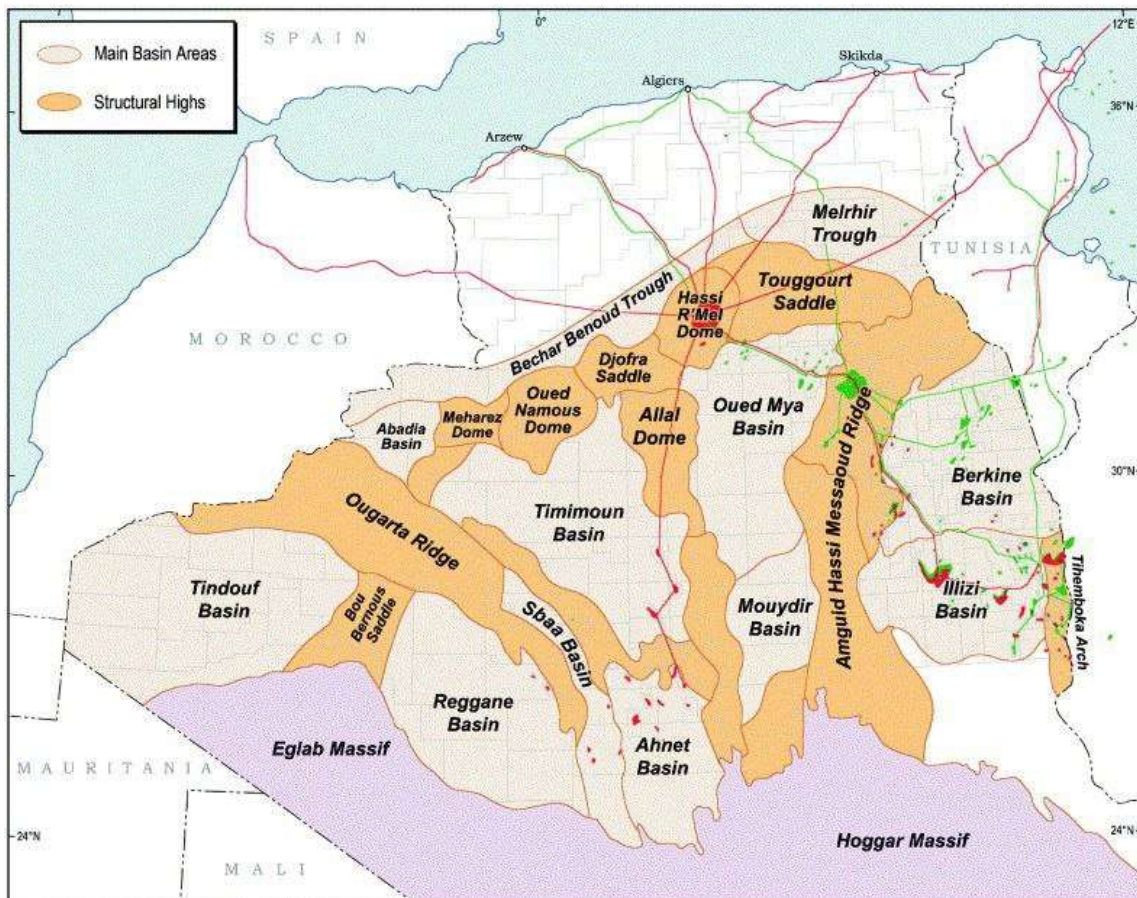 Main Basin Areas
Structural Highs
SPAIN
0°
12°E
Skikda
Algiers
36°N
Arzew
Melrhir
Trough
TUNISIA
Touggourt
Saddle
Hassi
R'Mel
Dome
Bechar Benoud Trough
MOROCCO
Djofra
Saddle
Oued
Namous
Dome
Meharez
Dome
Abadla
Basin
Allal
Dome
Oued Mya
Basin
Amguid Hassi Messaoud Ridge
Berkine
Basin
30°N
Ougarta Ridge
Timimoun
Basin
Tindouf
Basin
Bou
Bernous
Saddle
Sbaa Basin
Mouydir
Basin
Illizi
Basin
Tihemboka Arch
Reggane
Basin
Ahnet
Basin
Eglab Massif
MAURITANIA
24°N
24°N
Hoggar Massif
MALI